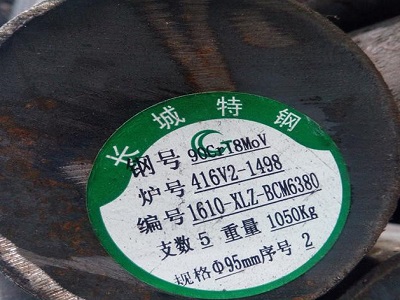 长城特钢
钢号 90CrT8MoV
炉号 416V2-1498
编号 1610-XLZ-BCM6380
支数 5 重量 1050Kg
规格 Φ95mm 序号 2